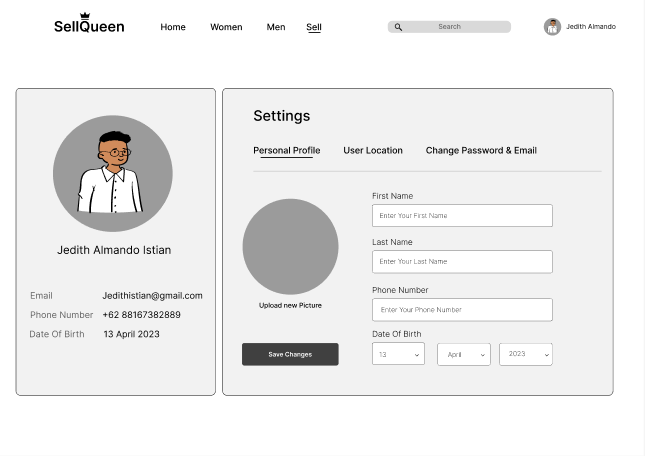 SellQueen
Home Women Men Sell
Search
Jedith Almando
Jedith Almando Istian
Email Jedithistian@gmail.com
Phone Number +62 88167382889
Date Of Birth 13 April 2023
Settings
Personal Profile User Location Change Password & Email
Upload new Picture
Save Changes
First Name
Enter Your First Name
Last Name
Enter Your Last Name
Phone Number
Enter Your Phone Number
Date Of Birth
13 April 2023